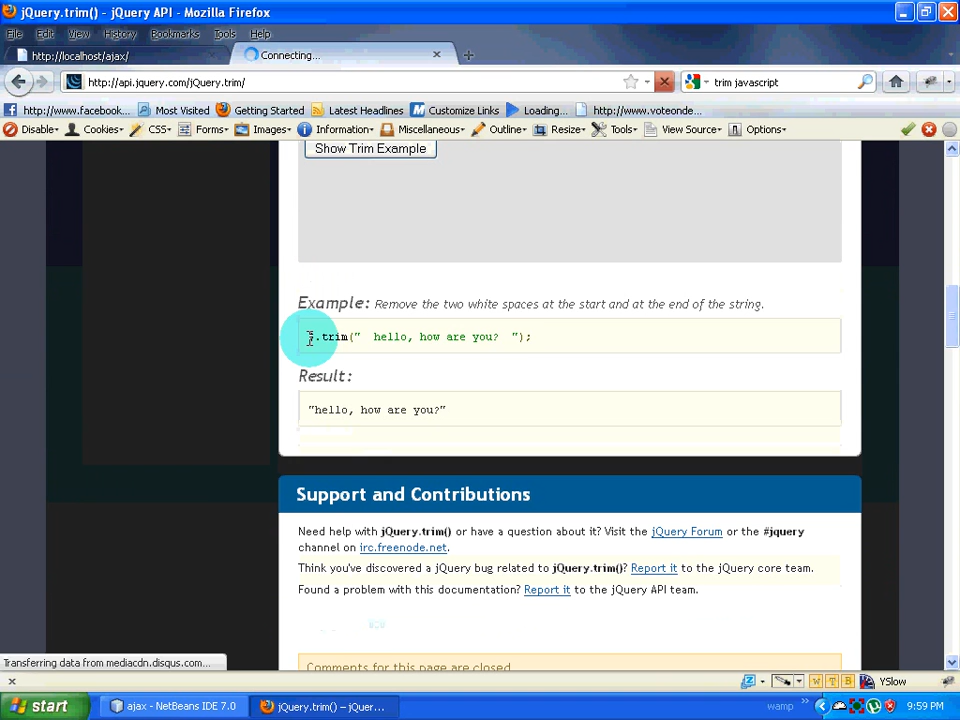 jQuery.trim() - jQuery API - Mozilla Firefox
File Edit View History Bookmarks Tools Help
http://localhost/ajax/ Connecting...
http://api.jquery.com/jQuery.trim/ trim javascript
http://www.facebook... Most Visited Getting Started Latest Headlines Customize Links Loading... http://www.voteonde...
Disable Cookies CSS Forms Images Information Miscellaneous Outline Resize Tools View Source Options
Show Trim Example
Example: Remove the two white spaces at the start and at the end of the string.
.trim("  hello, how are you?  ");
Result:
"hello, how are you?"
Support and Contributions
Need help with jQuery.trim() or have a question about it? Visit the jQuery Forum or the #jquery
channel on irc.freenode.net.
Think you've discovered a jQuery bug related to jQuery.trim()? Report it to the jQuery core team.
Found a problem with this documentation? Report it to the jQuery API team.
Comments for this page are closed
Transferring data from mediacdn.disqus.com...
W T B YSlow
start ajax - NetBeans IDE 7.0 jQuery.trim() – jQuer... wamp » 9:59 PM